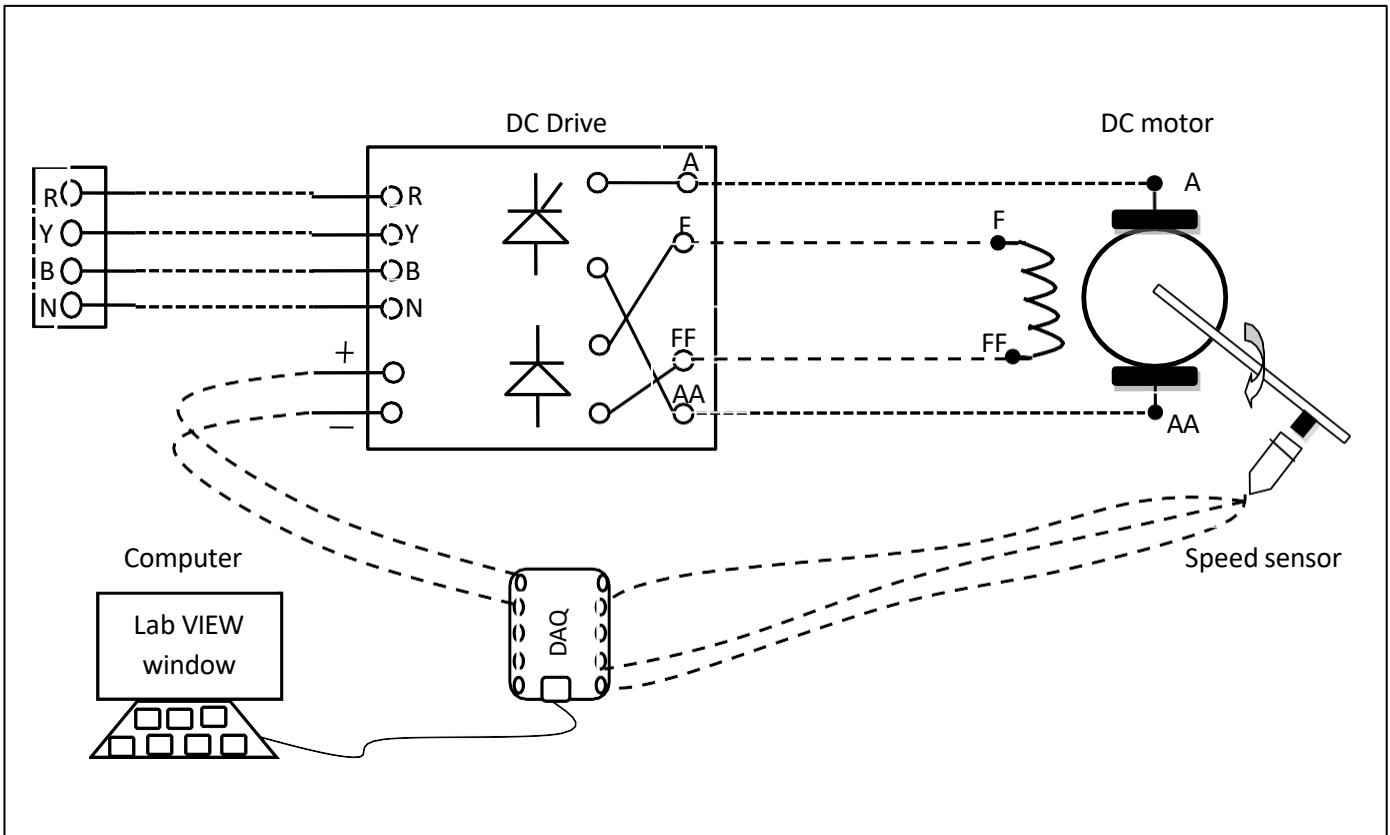 DC Drive
DC motor
R
Y
B
N
R
Y
B
N
+
−
A
F
FF
AA
F
FF
A
AA
Speed sensor
Computer
Lab VIEW
window
DAQ